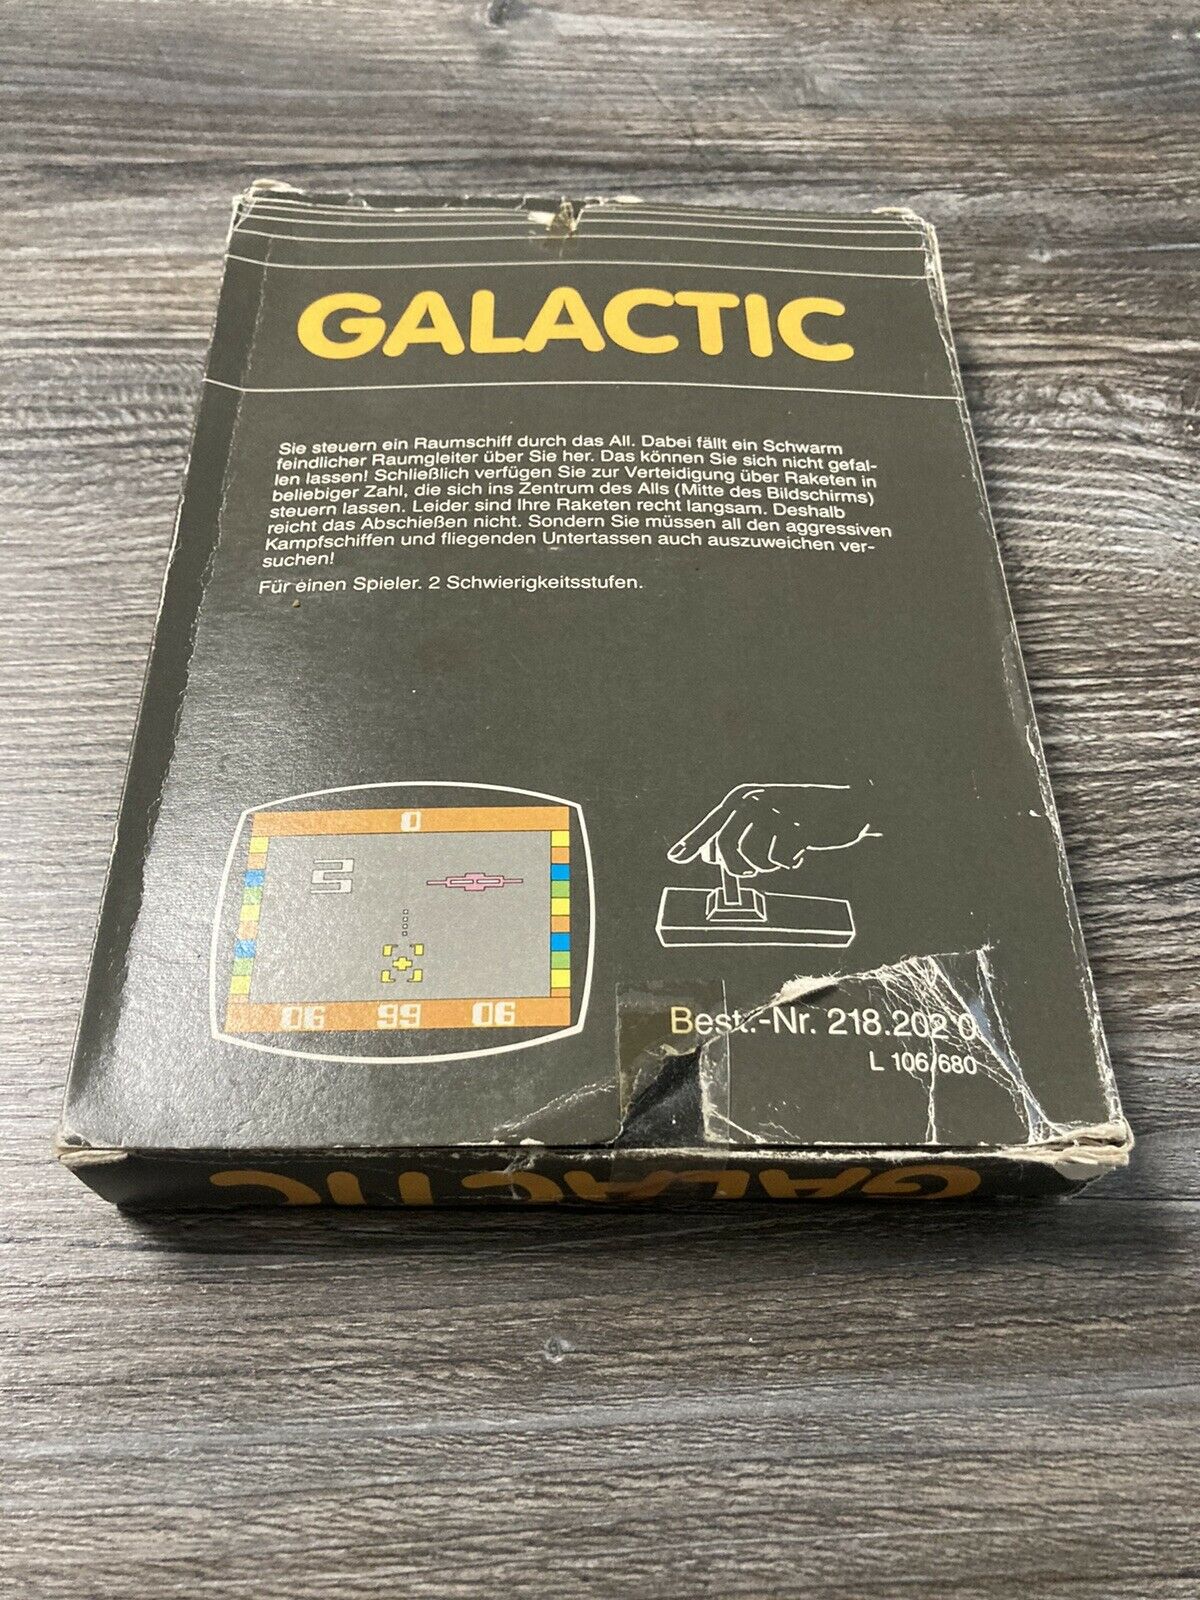 GALACTIC
Sie steuern ein Raumschiff durch das All. Dabei fällt ein Schwarm
feindlicher Raumgleiter über Sie her. Das können Sie sich nicht gefal-
len lassen! Schließlich verfügen Sie zur Verteidigung über Raketen in
beliebiger Zahl, die sich ins Zentrum des Alls (Mitte des Bildschirms)
steuern lassen. Leider sind Ihre Raketen recht langsam. Deshalb
reicht das Abschießen nicht. Sondern Sie müssen all den aggressiven
Kampfschiffen und fliegenden Untertassen auch auszuweichen ver-
suchen!
Für einen Spieler. 2 Schwierigkeitsstufen.
0
06 99 06
Best.-Nr. 218.202 0
L 106/680
GALACTIC